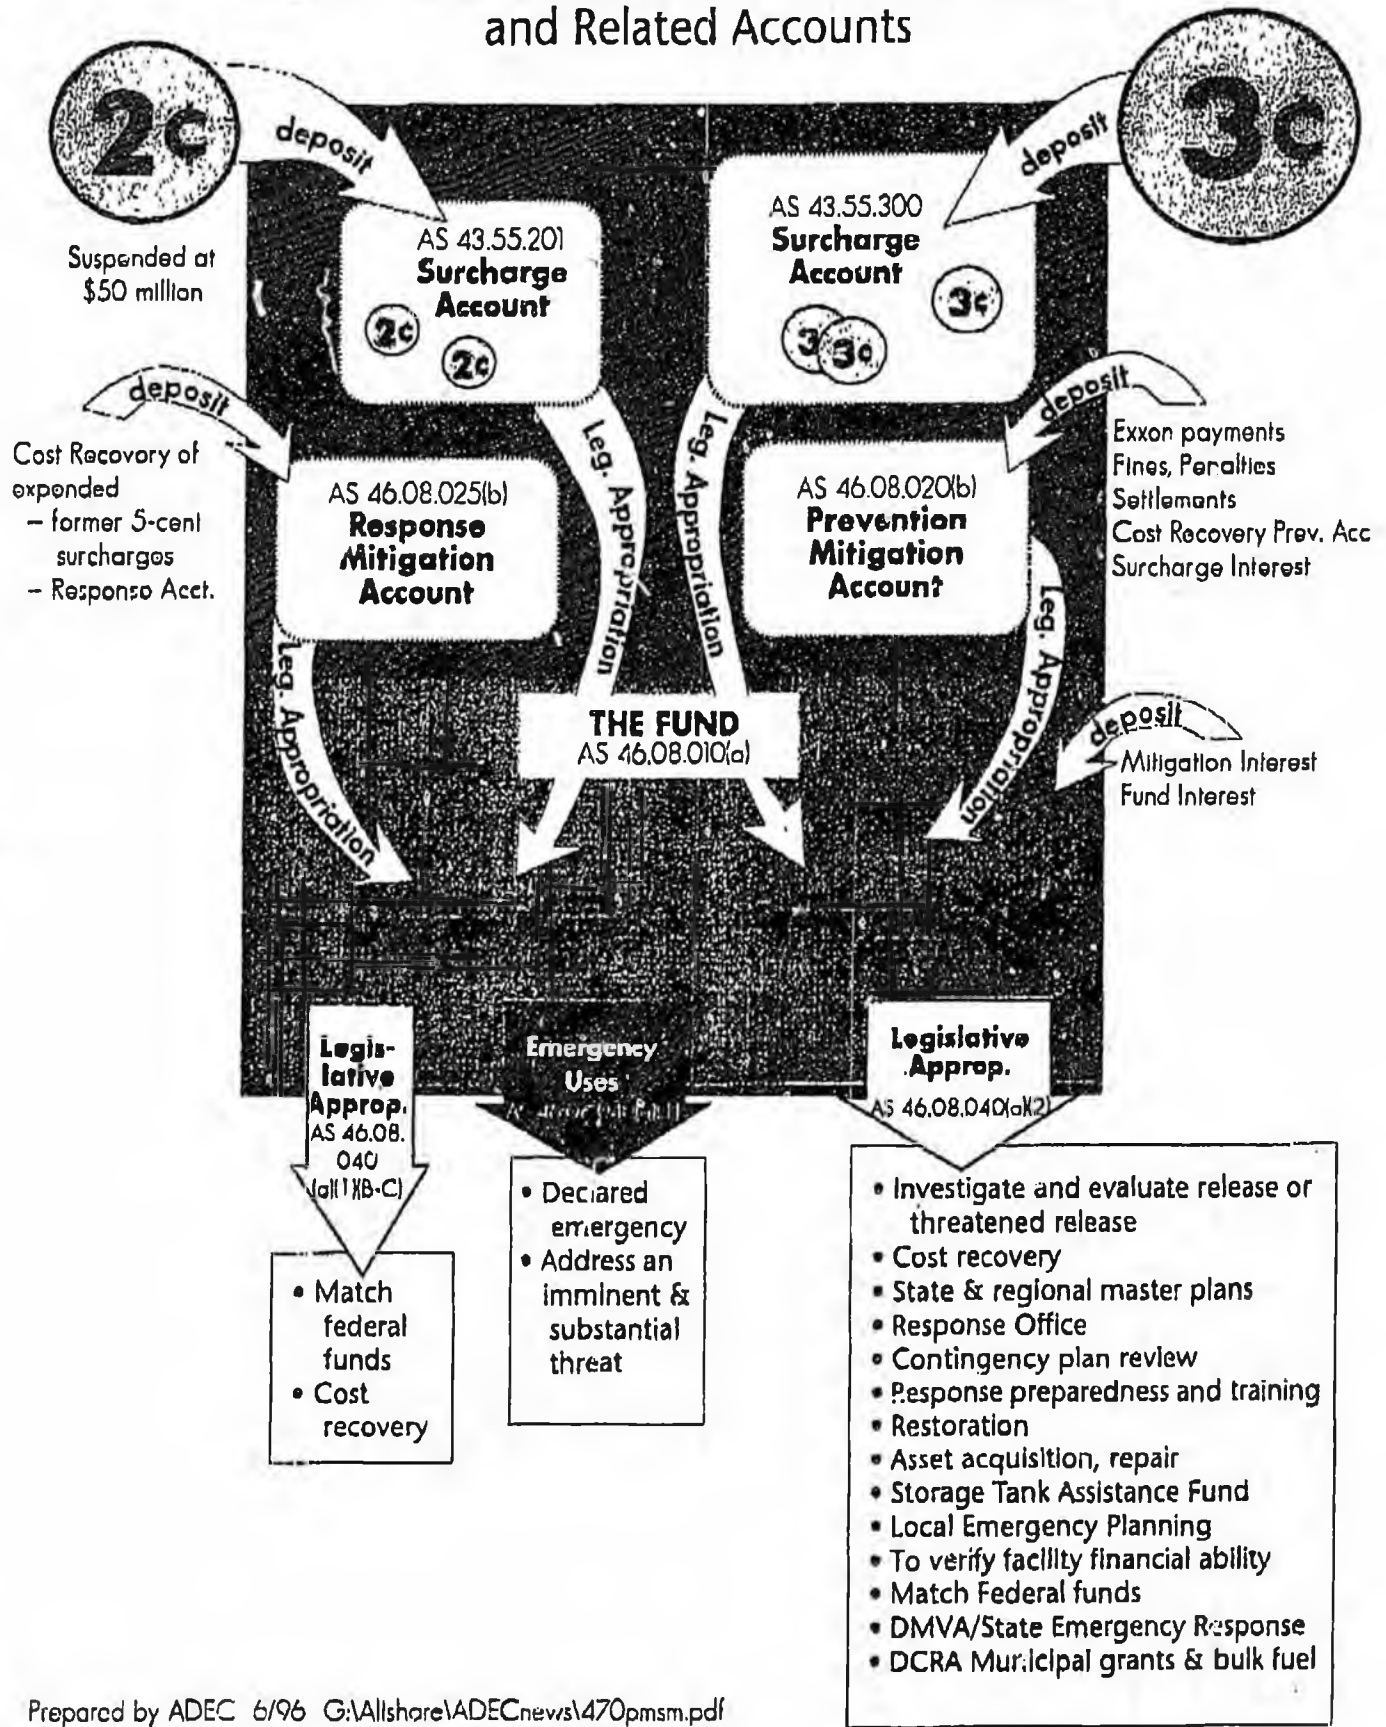 and Related Accounts
2¢
3¢
deposit
deposit
Suspended at
$50 million
AS 43.55.201
Surcharge
Account
2¢
2¢
AS 43.55.300
Surcharge
Account
3¢
3
3¢
deposit
deposit
Cost Recovery of
expended
– former 5-cent
surcharges
– Response Acct.
Exxon payments
Fines, Penalties
Settlements
Cost Recovery Prev. Acc
Surcharge Interest
AS 46.08.025(b)
Response
Mitigation
Account
AS 46.08.020(b)
Prevention
Mitigation
Account
Leg. Appropriation
Leg. Appropriation
Leg. Appropriation
Leg. Appropriation
THE FUND
AS 46.08.010(a)
deposit
Mitigation Interest
Fund Interest
Legis-
lative
Approp.
AS 46.08.
040
(a)(1)(B-C)
Emergency
Uses
Legislative
Approp.
AS 46.08.040(a)(2)
• Match
federal
funds
• Cost
recovery
• Declared
emergency
• Address an
imminent &
substantial
threat
• Investigate and evaluate release or
threatened release
• Cost recovery
• State & regional master plans
• Response Office
• Contingency plan review
• Response preparedness and training
• Restoration
• Asset acquisition, repair
• Storage Tank Assistance Fund
• Local Emergency Planning
• To verify facility financial ability
• Match Federal funds
• DMVA/State Emergency Response
• DCRA Municipal grants & bulk fuel
Prepared by ADEC 6/96 G:\Allshare\ADECnews\470pmsm.pdf